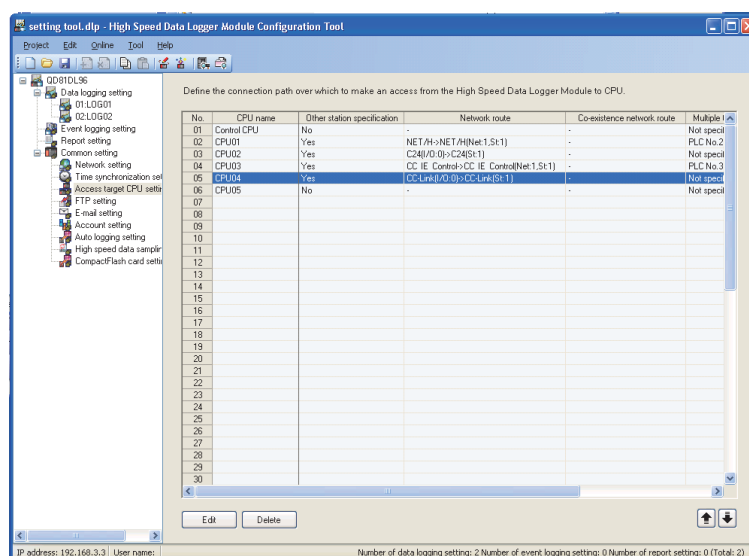 setting tool.dlp - High Speed Data Logger Module Configuration Tool
Project Edit Online Tool Help
QD81DL96
Data logging setting
01:LOG01
02:LOG02
Event logging setting
Report setting
Common setting
Network setting
Time synchronization set
Access target CPU settin
FTP setting
E-mail setting
Account setting
Auto logging setting
High speed data samplin
CompactFlash card settin
Define the connection path over which to make an access from the High Speed Data Logger Module to CPU.
No. CPU name Other station specification Network route Co-existence network route Multiple
01 Control CPU No - - Not specif
02 CPU01 Yes NET/H->NET/H(Net:1,St:1) - PLC No.2
03 CPU02 Yes C24(I/O:0)->C24(St:1) - Not specif
04 CPU03 Yes CC IE Control->CC IE Control(Net:1,St:1) - PLC No.3
05 CPU04 Yes CC-Link(I/O:0)->CC-Link(St:1) - Not specif
06 CPU05 No - - Not specif
07
08
09
10
11
12
13
14
15
16
17
18
19
20
21
22
23
24
25
26
27
28
29
30
Edit Delete
IP address: 192.168.3.3 User name: Number of data logging setting: 2 Number of event logging setting: 0 Number of report setting: 0 (Total: 2)